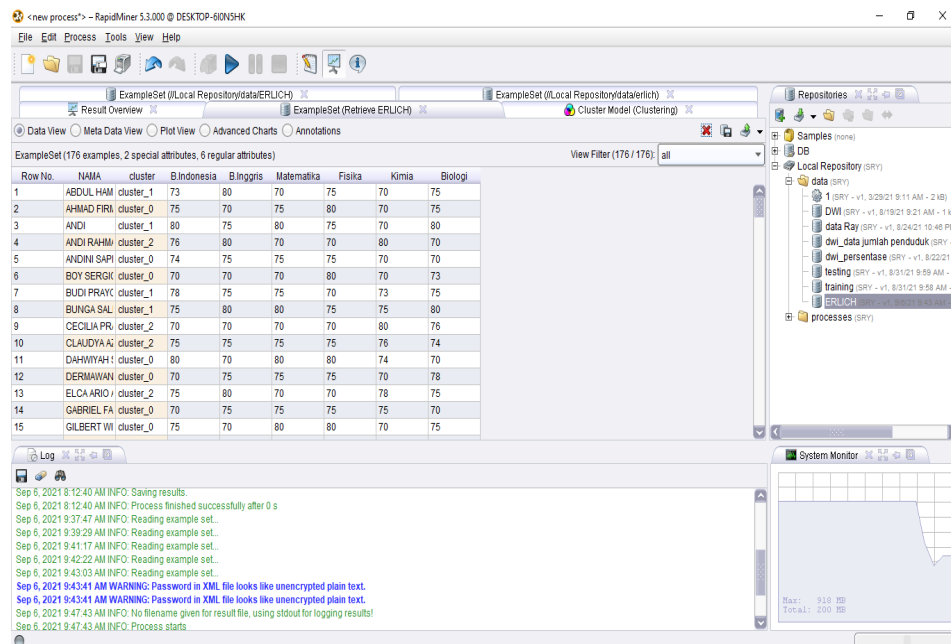 <new process*> – RapidMiner 5.3.000 @ DESKTOP-6I0N5HK
File Edit Process Tools View Help
ExampleSet (//Local Repository/data/ERLICH)
ExampleSet (//Local Repository/data/erlich)
Result Overview
ExampleSet (Retrieve ERLICH)
Cluster Model (Clustering)
Data View Meta Data View Plot View Advanced Charts Annotations
ExampleSet (176 examples, 2 special attributes, 6 regular attributes)
View Filter (176 / 176): all
Row No. NAMA cluster B.Indonesia B.Inggris Matematika Fisika Kimia Biologi
1 ABDUL HAM cluster_1 73 80 70 75 70 75
2 AHMAD FIRM cluster_0 75 70 75 80 70 75
3 ANDI cluster_1 80 75 80 75 70 80
4 ANDI RAHM cluster_2 76 80 70 70 80 70
5 ANDINI SAP cluster_0 74 75 75 75 70 70
6 BOY SERGI cluster_0 70 70 70 80 70 73
7 BUDI PRAY cluster_1 78 75 75 70 73 75
8 BUNGA SAL cluster_1 75 80 80 75 75 80
9 CECILIA PR cluster_2 70 70 70 70 80 76
10 CLAUDYA AZ cluster_2 75 75 75 75 76 74
11 DAHWIYAH cluster_0 80 70 80 80 74 70
12 DERMAWAN cluster_0 70 75 75 75 70 78
13 ELCA ARIO cluster_2 75 80 70 70 78 75
14 GABRIEL FA cluster_0 70 75 75 75 75 70
15 GILBERT WI cluster_0 75 70 80 80 70 75
Repositories
Samples (none)
DB
Local Repository (SRY)
data (SRY)
1 (SRY - v1, 3/29/21 9:11 AM - 2 kB)
DWI (SRY - v1, 8/19/21 9:21 AM - 1 k
data Ray (SRY - v1, 8/24/21 10:46 P
dwi_data jumlah penduduk (SRY -
dwi_persentase (SRY - v1, 8/22/21
testing (SRY - v1, 8/31/21 9:59 AM -
training (SRY - v1, 8/31/21 9:58 AM -
ERLICH (SRY - v1, 9/6/21 9:43 AM -
processes (SRY)
Log
Sep 6, 2021 8:12:40 AM INFO: Saving results.
Sep 6, 2021 8:12:40 AM INFO: Process finished successfully after 0 s
Sep 6, 2021 9:37:47 AM INFO: Reading example set...
Sep 6, 2021 9:39:29 AM INFO: Reading example set...
Sep 6, 2021 9:41:17 AM INFO: Reading example set...
Sep 6, 2021 9:42:22 AM INFO: Reading example set...
Sep 6, 2021 9:43:03 AM INFO: Reading example set...
Sep 6, 2021 9:43:41 AM WARNING: Password in XML file looks like unencrypted plain text.
Sep 6, 2021 9:43:41 AM WARNING: Password in XML file looks like unencrypted plain text.
Sep 6, 2021 9:47:43 AM INFO: No filename given for result file, using stdout for logging results!
Sep 6, 2021 9:47:43 AM INFO: Process starts
System Monitor
Max: 910 MB
Total: 200 MB